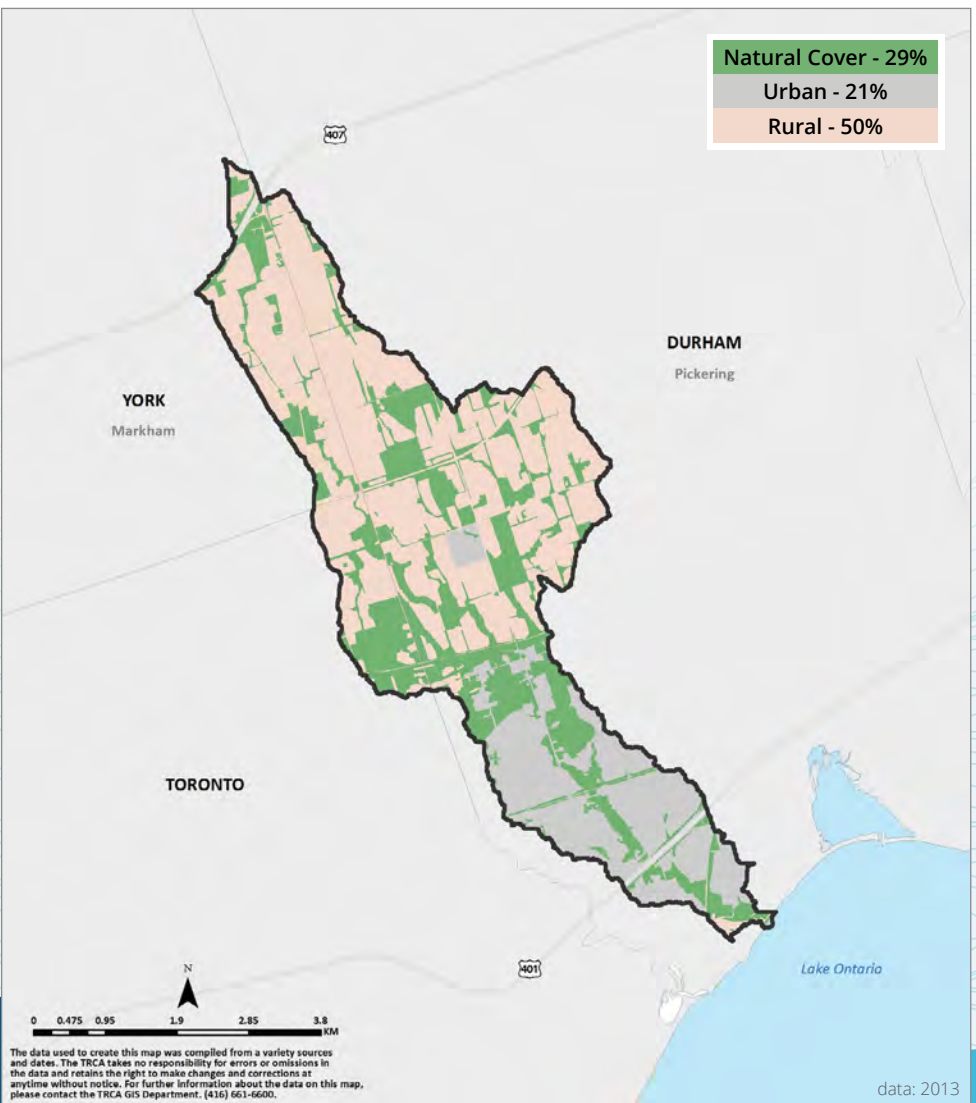 Natural Cover - 29%
Urban - 21%
Rural - 50%
407
DURHAM
Pickering
YORK
Markham
TORONTO
401
Lake Ontario
N
0 0.475 0.95 1.9 2.85 3.8
KM
The data used to create this map was compiled from a variety sources
and dates. The TRCA takes no responsibility for errors or omissions in
the data and retains the right to make changes and corrections at
anytime without notice. For further information about the data on this map,
please contact the TRCA GIS Department. (416) 661-6600.
data: 2013